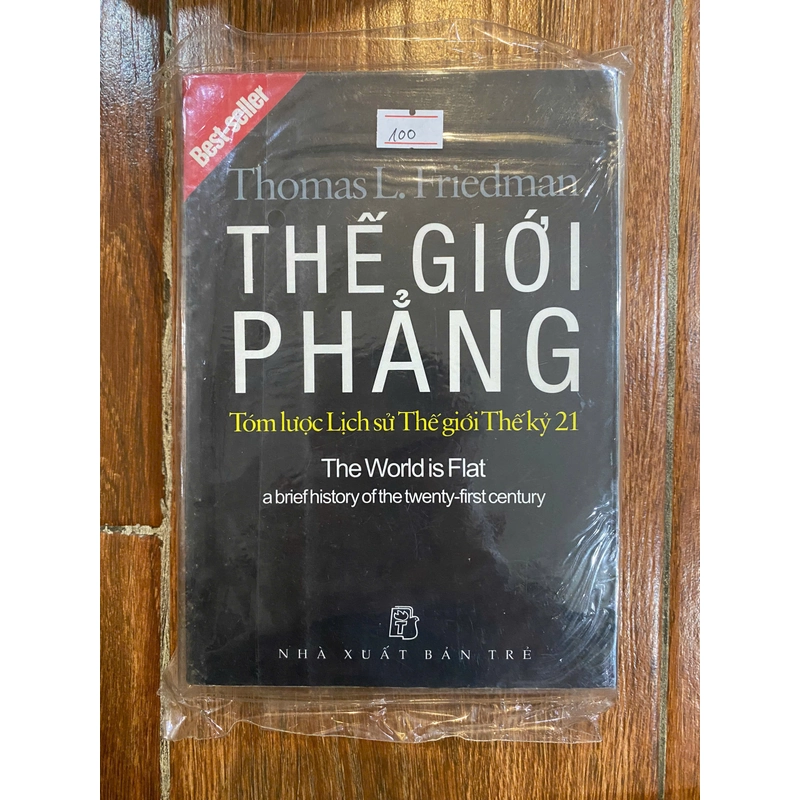 Best-seller
100
Thomas L. Friedman
THẾ GIỚI
PHẲNG
Tóm lược Lịch sử Thế giới Thế kỷ 21
The World is Flat
a brief history of the twenty-first century
NHÀ XUẤT BẢN TRẺ